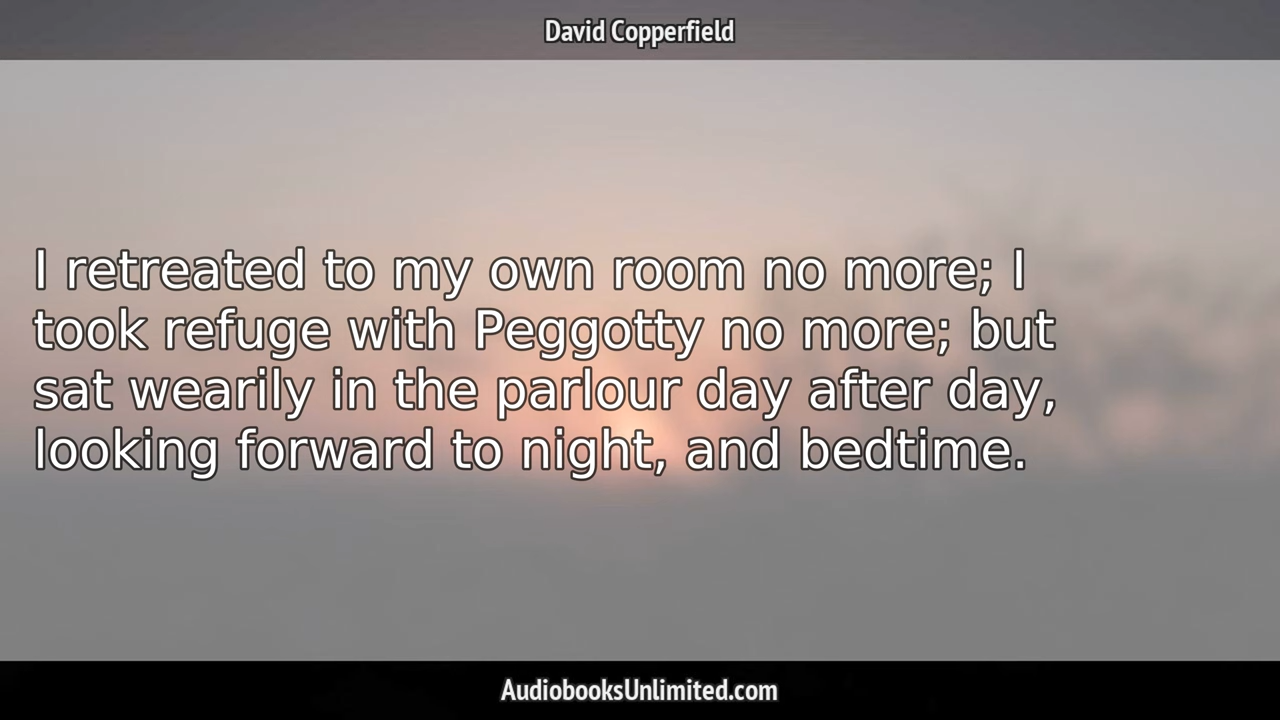 David Copperfield
I retreated to my own room no more; I
took refuge with Peggotty no more; but
sat wearily in the parlour day after day,
looking forward to night, and bedtime.
AudiobooksUnlimited.com